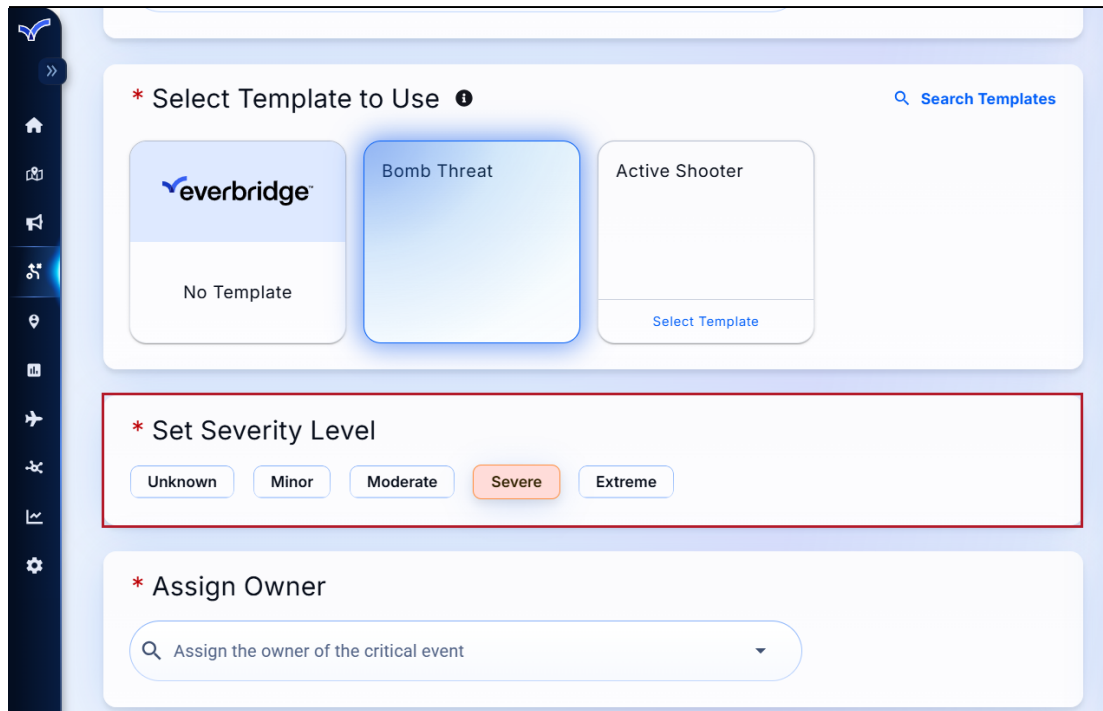 * Select Template to Use
Search Templates
everbridge™
No Template
Bomb Threat
Active Shooter
Select Template
* Set Severity Level
Unknown
Minor
Moderate
Severe
Extreme
* Assign Owner
Assign the owner of the critical event